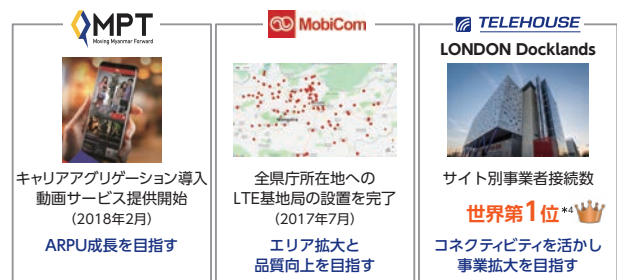 MPT
Moving Myanmar Forward
キャリアアグリゲーション導入
動画サービス提供開始
(2018年2月)
ARPU成長を目指す
MobiCom
全県庁所在地への
LTE基地局の設置を完了
(2017年7月)
エリア拡大と
品質向上を目指す
TELEHOUSE
LONDON Docklands
サイト別事業者接続数
世界第1位*4
コネクティビティを活かし
事業拡大を目指す